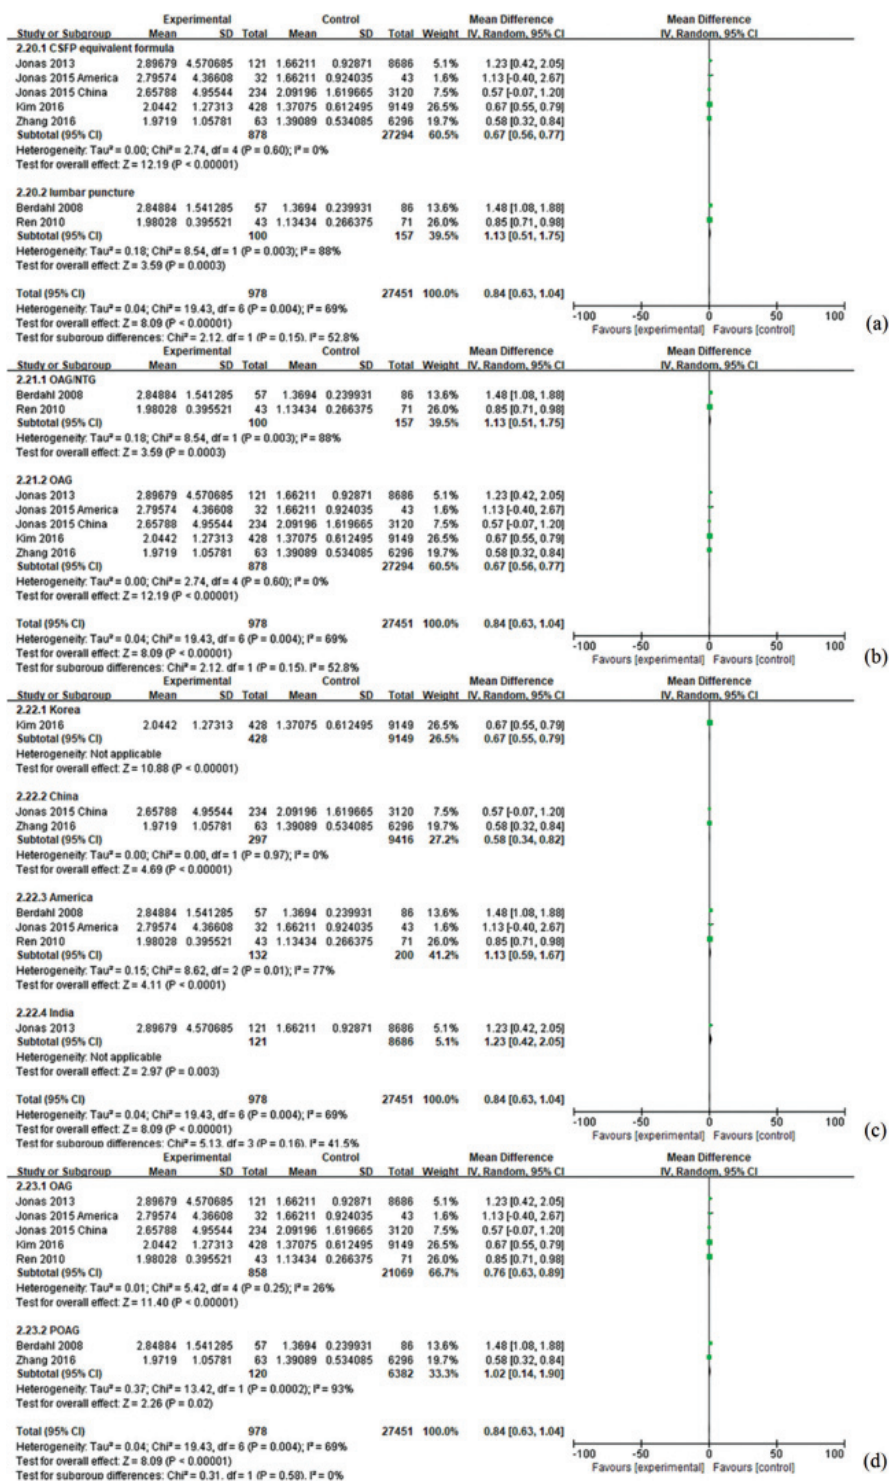 Experimental Control Mean Difference Mean Difference
Study or Subgroup Mean SD Total Mean SD Total Weight IV, Random, 95% CI IV, Random, 95% CI
2.20.1 CSFP equivalent formula
Jonas 2013 2.89679 4.570685 121 1.66211 0.92871 8686 5.1% 1.23 [0.42, 2.05]
Jonas 2015 America 2.79574 4.36608 32 1.66211 0.924035 43 1.6% 1.13 [-0.40, 2.67]
Jonas 2015 China 2.65788 4.95544 234 2.09196 1.619665 3120 7.5% 0.57 [-0.07, 1.20]
Kim 2016 2.0442 1.27313 428 1.37075 0.612495 9149 26.5% 0.67 [0.55, 0.79]
Zhang 2016 1.9719 1.05781 63 1.39089 0.534085 6296 19.7% 0.58 [0.32, 0.84]
Subtotal (95% CI) 878 27294 60.5% 0.67 [0.56, 0.77]
Heterogeneity: Tau² = 0.00; Chi² = 2.74, df = 4 (P = 0.60); I² = 0%
Test for overall effect: Z = 12.19 (P < 0.00001)
2.20.2 lumbar puncture
Berdahl 2008 2.84884 1.541285 57 1.3694 0.239931 86 13.6% 1.48 [1.08, 1.88]
Ren 2010 1.98028 0.395521 43 1.13434 0.266375 71 26.0% 0.85 [0.71, 0.98]
Subtotal (95% CI) 100 157 39.5% 1.13 [0.51, 1.75]
Heterogeneity: Tau² = 0.18; Chi² = 8.54, df = 1 (P = 0.003); I² = 88%
Test for overall effect: Z = 3.59 (P = 0.0003)
Total (95% CI) 978 27451 100.0% 0.84 [0.63, 1.04]
Heterogeneity: Tau² = 0.04; Chi² = 19.43, df = 6 (P = 0.004); I² = 69%
Test for overall effect: Z = 8.09 (P < 0.00001)
Test for subgroup differences: Chi² = 2.12, df = 1 (P = 0.15), I² = 52.8%
-100 -50 0 50 100
Favours [experimental] Favours [control]
(a)
Experimental Control Mean Difference Mean Difference
Study or Subgroup Mean SD Total Mean SD Total Weight IV, Random, 95% CI IV, Random, 95% CI
2.21.1 OAG/NTG
Berdahl 2008 2.84884 1.541285 57 1.3694 0.239931 86 13.6% 1.48 [1.08, 1.88]
Ren 2010 1.98028 0.395521 43 1.13434 0.266375 71 26.0% 0.85 [0.71, 0.98]
Subtotal (95% CI) 100 157 39.5% 1.13 [0.51, 1.75]
Heterogeneity: Tau² = 0.18; Chi² = 8.54, df = 1 (P = 0.003); I² = 88%
Test for overall effect: Z = 3.59 (P = 0.0003)
2.21.2 OAG
Jonas 2013 2.89679 4.570685 121 1.66211 0.92871 8686 5.1% 1.23 [0.42, 2.05]
Jonas 2015 America 2.79574 4.36608 32 1.66211 0.924035 43 1.6% 1.13 [-0.40, 2.67]
Jonas 2015 China 2.65788 4.95544 234 2.09196 1.619665 3120 7.5% 0.57 [-0.07, 1.20]
Kim 2016 2.0442 1.27313 428 1.37075 0.612495 9149 26.5% 0.67 [0.55, 0.79]
Zhang 2016 1.9719 1.05781 63 1.39089 0.534085 6296 19.7% 0.58 [0.32, 0.84]
Subtotal (95% CI) 878 27294 60.5% 0.67 [0.56, 0.77]
Heterogeneity: Tau² = 0.00; Chi² = 2.74, df = 4 (P = 0.60); I² = 0%
Test for overall effect: Z = 12.19 (P < 0.00001)
Total (95% CI) 978 27451 100.0% 0.84 [0.63, 1.04]
Heterogeneity: Tau² = 0.04; Chi² = 19.43, df = 6 (P = 0.004); I² = 69%
Test for overall effect: Z = 8.09 (P < 0.00001)
Test for subgroup differences: Chi² = 2.12, df = 1 (P = 0.15), I² = 52.8%
-100 -50 0 50 100
Favours [experimental] Favours [control]
(b)
Experimental Control Mean Difference Mean Difference
Study or Subgroup Mean SD Total Mean SD Total Weight IV, Random, 95% CI IV, Random, 95% CI
2.22.1 Korea
Kim 2016 2.0442 1.27313 428 1.37075 0.612495 9149 26.5% 0.67 [0.55, 0.79]
Subtotal (95% CI) 428 9149 26.5% 0.67 [0.55, 0.79]
Heterogeneity: Not applicable
Test for overall effect: Z = 10.88 (P < 0.00001)
2.22.2 China
Jonas 2015 China 2.65788 4.95544 234 2.09196 1.619665 3120 7.5% 0.57 [-0.07, 1.20]
Zhang 2016 1.9719 1.05781 63 1.39089 0.534085 6296 19.7% 0.58 [0.32, 0.84]
Subtotal (95% CI) 297 9416 27.2% 0.58 [0.34, 0.82]
Heterogeneity: Tau² = 0.00; Chi² = 0.00, df = 1 (P = 0.97); I² = 0%
Test for overall effect: Z = 4.69 (P < 0.00001)
2.22.3 America
Berdahl 2008 2.84884 1.541285 57 1.3694 0.239931 86 13.6% 1.48 [1.08, 1.88]
Jonas 2015 America 2.79574 4.36608 32 1.66211 0.924035 43 1.6% 1.13 [-0.40, 2.67]
Ren 2010 1.98028 0.395521 43 1.13434 0.266375 71 26.0% 0.85 [0.71, 0.98]
Subtotal (95% CI) 132 200 41.2% 1.13 [0.59, 1.67]
Heterogeneity: Tau² = 0.15; Chi² = 8.62, df = 2 (P = 0.01); I² = 77%
Test for overall effect: Z = 4.11 (P < 0.0001)
2.22.4 India
Jonas 2013 2.89679 4.570685 121 1.66211 0.92871 8686 5.1% 1.23 [0.42, 2.05]
Subtotal (95% CI) 121 8686 5.1% 1.23 [0.42, 2.05]
Heterogeneity: Not applicable
Test for overall effect: Z = 2.97 (P = 0.003)
Total (95% CI) 978 27451 100.0% 0.84 [0.63, 1.04]
Heterogeneity: Tau² = 0.04; Chi² = 19.43, df = 6 (P = 0.004); I² = 69%
Test for overall effect: Z = 8.09 (P < 0.00001)
Test for subgroup differences: Chi² = 5.13, df = 3 (P = 0.16), I² = 41.5%
-100 -50 0 50 100
Favours [experimental] Favours [control]
(c)
Experimental Control Mean Difference Mean Difference
Study or Subgroup Mean SD Total Mean SD Total Weight IV, Random, 95% CI IV, Random, 95% CI
2.23.1 OAG
Jonas 2013 2.89679 4.570685 121 1.66211 0.92871 8686 5.1% 1.23 [0.42, 2.05]
Jonas 2015 America 2.79574 4.36608 32 1.66211 0.924035 43 1.6% 1.13 [-0.40, 2.67]
Jonas 2015 China 2.65788 4.95544 234 2.09196 1.619665 3120 7.5% 0.57 [-0.07, 1.20]
Kim 2016 2.0442 1.27313 428 1.37075 0.612495 9149 26.5% 0.67 [0.55, 0.79]
Ren 2010 1.98028 0.395521 43 1.13434 0.266375 71 26.0% 0.85 [0.71, 0.98]
Subtotal (95% CI) 858 21069 66.7% 0.76 [0.63, 0.89]
Heterogeneity: Tau² = 0.01; Chi² = 5.42, df = 4 (P = 0.25); I² = 26%
Test for overall effect: Z = 11.40 (P < 0.00001)
2.23.2 POAG
Berdahl 2008 2.84884 1.541285 57 1.3694 0.239931 86 13.6% 1.48 [1.08, 1.88]
Zhang 2016 1.9719 1.05781 63 1.39089 0.534085 6296 19.7% 0.58 [0.32, 0.84]
Subtotal (95% CI) 120 6382 33.3% 1.02 [0.14, 1.90]
Heterogeneity: Tau² = 0.37; Chi² = 13.42, df = 1 (P = 0.0002); I² = 93%
Test for overall effect: Z = 2.26 (P = 0.02)
Total (95% CI) 978 27451 100.0% 0.84 [0.63, 1.04]
Heterogeneity: Tau² = 0.04; Chi² = 19.43, df = 6 (P = 0.004); I² = 69%
Test for overall effect: Z = 8.09 (P < 0.00001)
Test for subgroup differences: Chi² = 0.31, df = 1 (P = 0.58), I² = 0%
-100 -50 0 50 100
Favours [experimental] Favours [control]
(d)